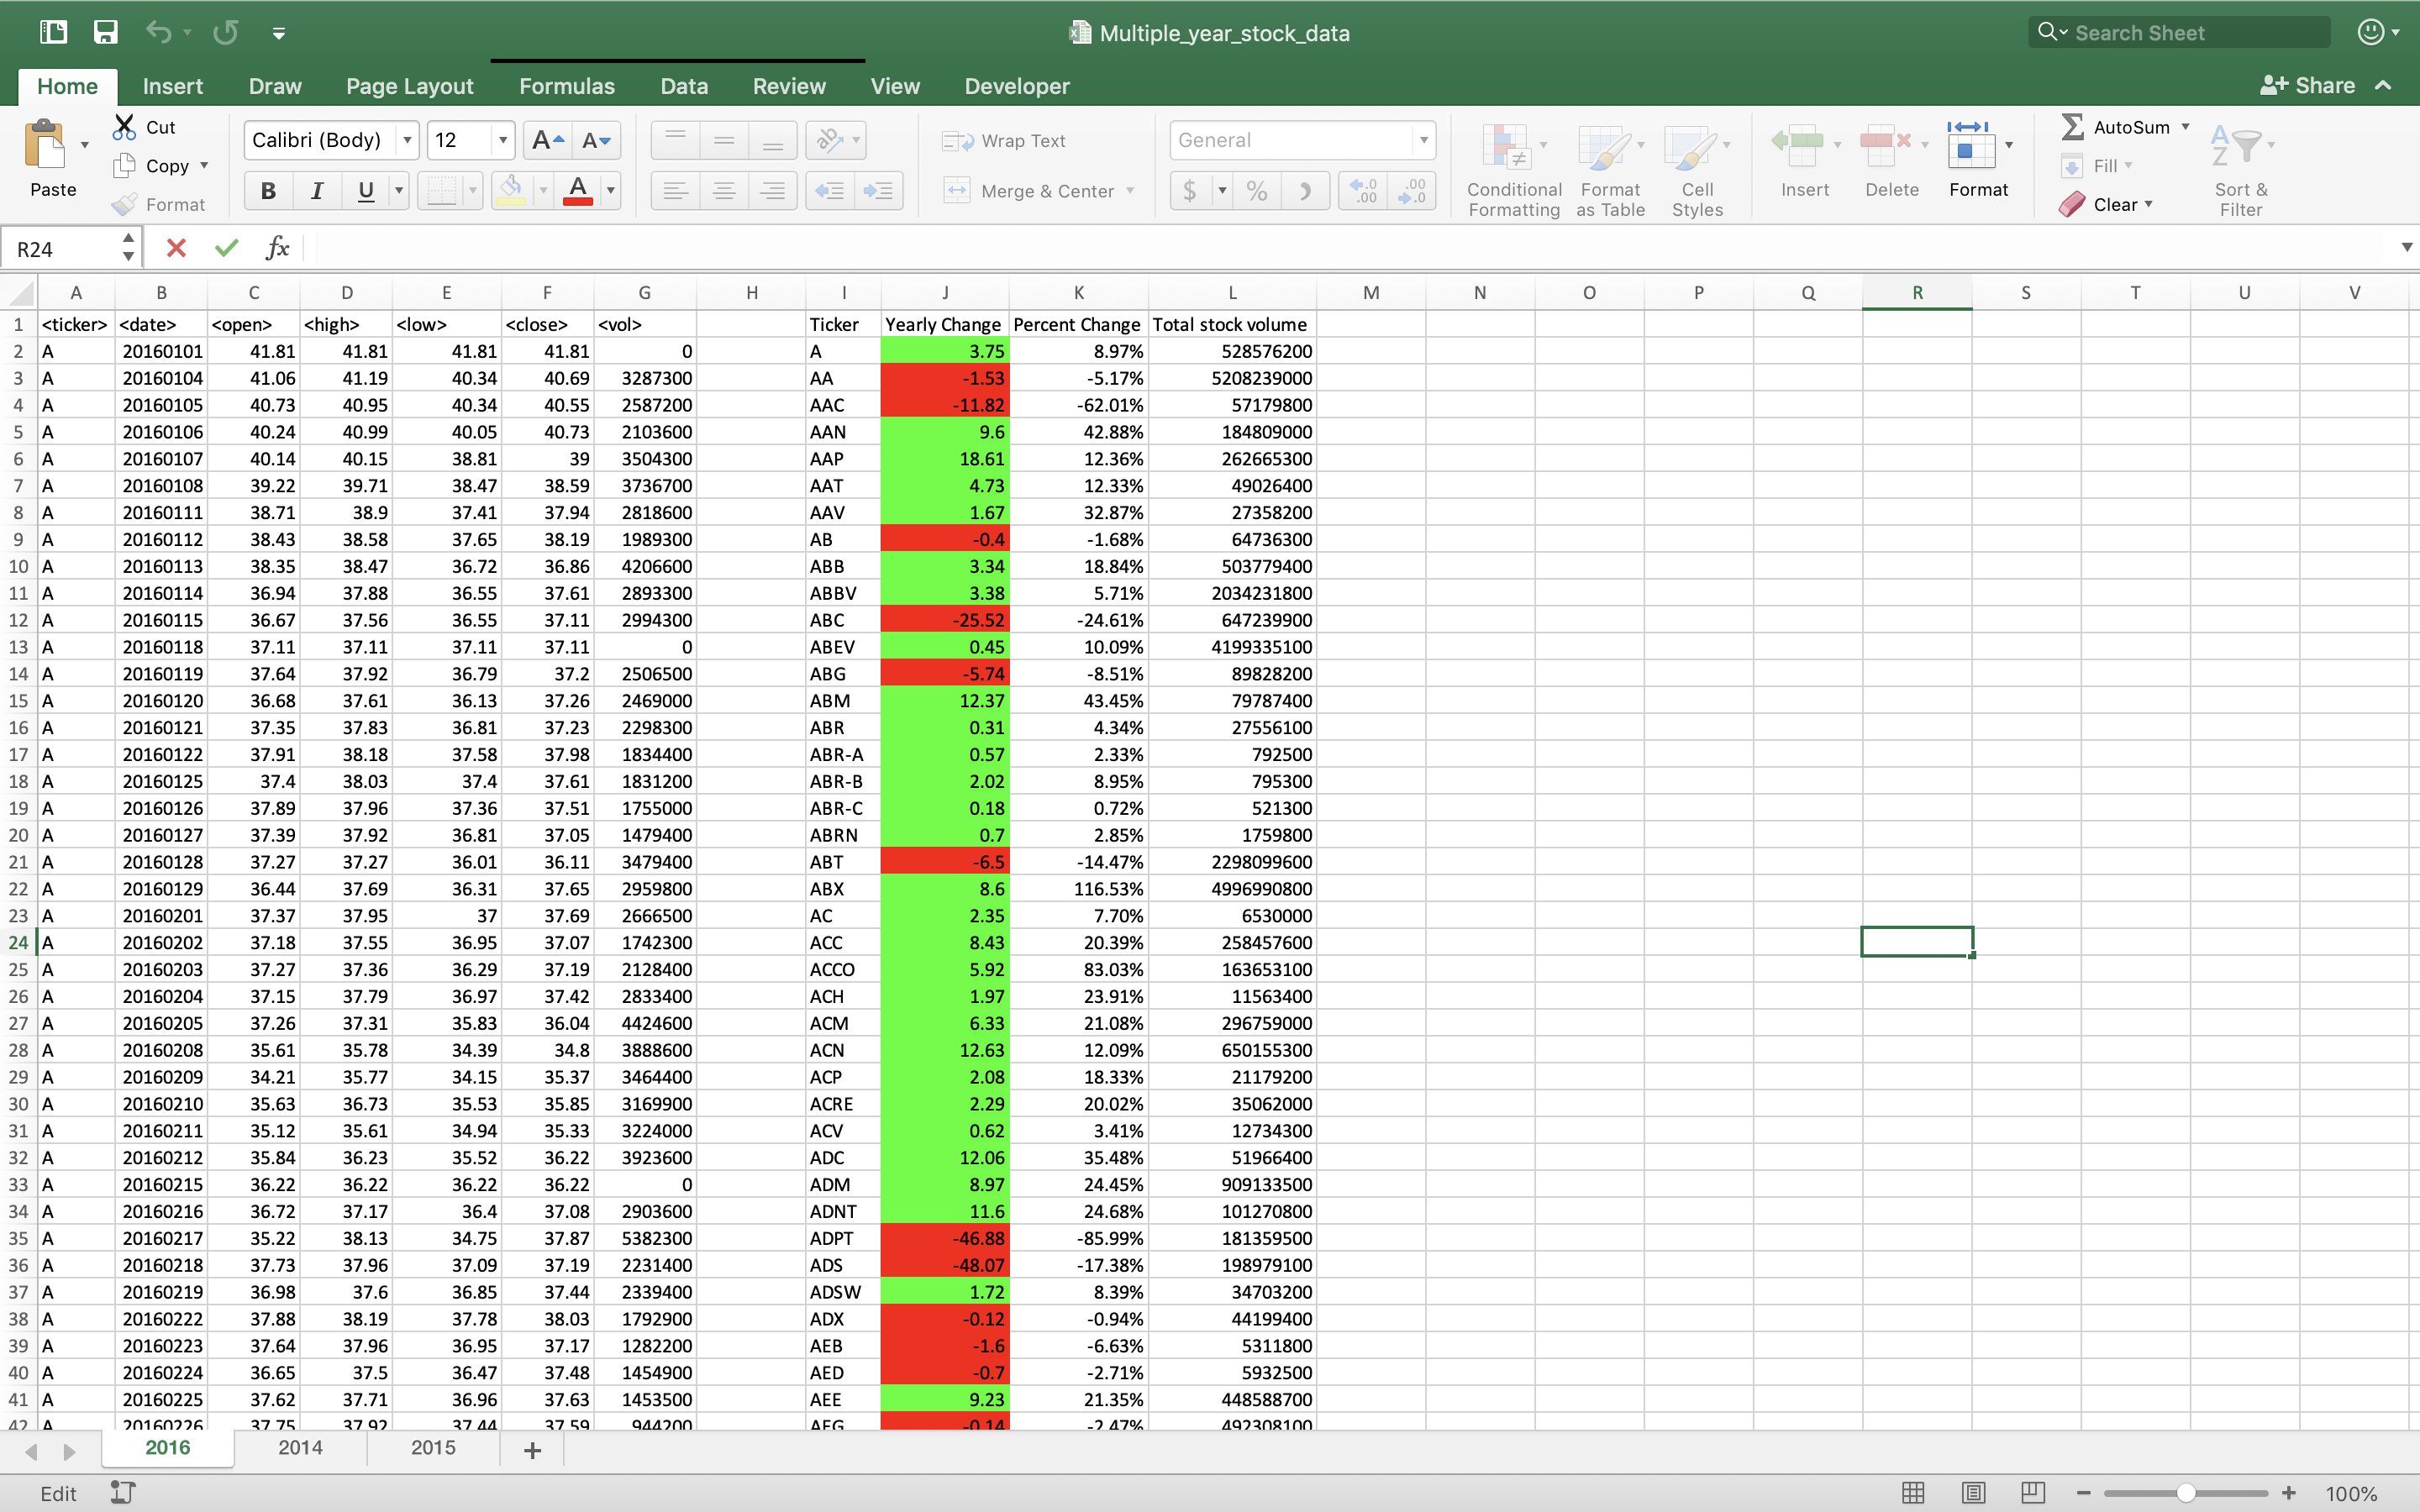 Multiple_year_stock_data
Search Sheet
Home Insert Draw Page Layout Formulas Data Review View Developer Share
Paste Cut Copy Format
Calibri (Body) 12 A A
B I U A
Wrap Text
Merge & Center
General
$ % .0 .00 .00 .0
Conditional Formatting
Format as Table
Cell Styles
Insert Delete Format
AutoSum
Fill
Clear
Sort & Filter
R24 fx
A B C D E F G H I J K L M N O P Q R S T U V
1 <ticker> <date> <open> <high> <low> <close> <vol> Ticker Yearly Change Percent Change Total stock volume
2 A 20160101 41.81 41.81 41.81 41.81 0 A 3.75 8.97% 528576200
3 A 20160104 41.06 41.19 40.34 40.69 3287300 AA -1.53 -5.17% 5208239000
4 A 20160105 40.73 40.95 40.34 40.55 2587200 AAC -11.82 -62.01% 57179800
5 A 20160106 40.24 40.99 40.05 40.73 2103600 AAN 9.6 42.88% 184809000
6 A 20160107 40.14 40.15 38.81 39 3504300 AAP 18.61 12.36% 262665300
7 A 20160108 39.22 39.71 38.47 38.59 3736700 AAT 4.73 12.33% 49026400
8 A 20160111 38.71 38.9 37.41 37.94 2818600 AAV 1.67 32.87% 27358200
9 A 20160112 38.43 38.58 37.65 38.19 1989300 AB -0.4 -1.68% 64736300
10 A 20160113 38.35 38.47 36.72 36.86 4206600 ABB 3.34 18.84% 503779400
11 A 20160114 36.94 37.88 36.55 37.61 2893300 ABBV 3.38 5.71% 2034231800
12 A 20160115 36.67 37.56 36.55 37.11 2994300 ABC -25.52 -24.61% 647239900
13 A 20160118 37.11 37.11 37.11 37.11 0 ABEV 0.45 10.09% 4199335100
14 A 20160119 37.64 37.92 36.79 37.2 2506500 ABG -5.74 -8.51% 89828200
15 A 20160120 36.68 37.61 36.13 37.26 2469000 ABM 12.37 43.45% 79787400
16 A 20160121 37.35 37.83 36.81 37.23 2298300 ABR 0.31 4.34% 27556100
17 A 20160122 37.91 38.18 37.58 37.98 1834400 ABR-A 0.57 2.33% 792500
18 A 20160125 37.4 38.03 37.4 37.61 1831200 ABR-B 2.02 8.95% 795300
19 A 20160126 37.89 37.96 37.36 37.51 1755000 ABR-C 0.18 0.72% 521300
20 A 20160127 37.39 37.92 36.81 37.05 1479400 ABRN 0.7 2.85% 1759800
21 A 20160128 37.27 37.27 36.01 36.11 3479400 ABT -6.5 -14.47% 2298099600
22 A 20160129 36.44 37.69 36.31 37.65 2959800 ABX 8.6 116.53% 4996990800
23 A 20160201 37.37 37.95 37 37.69 2666500 AC 2.35 7.70% 6530000
24 A 20160202 37.18 37.55 36.95 37.07 1742300 ACC 8.43 20.39% 258457600
25 A 20160203 37.27 37.36 36.29 37.19 2128400 ACCO 5.92 83.03% 163653100
26 A 20160204 37.15 37.79 36.97 37.42 2833400 ACH 1.97 23.91% 11563400
27 A 20160205 37.26 37.31 35.83 36.04 4424600 ACM 6.33 21.08% 296759000
28 A 20160208 35.61 35.78 34.39 34.8 3888600 ACN 12.63 12.09% 650155300
29 A 20160209 34.21 35.77 34.15 35.37 3464400 ACP 2.08 18.33% 21179200
30 A 20160210 35.63 36.73 35.53 35.85 3169900 ACRE 2.29 20.02% 35062000
31 A 20160211 35.12 35.61 34.94 35.33 3224000 ACV 0.62 3.41% 12734300
32 A 20160212 35.84 36.23 35.52 36.22 3923600 ADC 12.06 35.48% 51966400
33 A 20160215 36.22 36.22 36.22 36.22 0 ADM 8.97 24.45% 909133500
34 A 20160216 36.72 37.17 36.4 37.08 2903600 ADNT 11.6 24.68% 101270800
35 A 20160217 35.22 38.13 34.75 37.87 5382300 ADPT -46.88 -85.99% 181359500
36 A 20160218 37.73 37.96 37.09 37.19 2231400 ADS -48.07 -17.38% 198979100
37 A 20160219 36.98 37.6 36.85 37.44 2339400 ADSW 1.72 8.39% 34703200
38 A 20160222 37.88 38.19 37.78 38.03 1792900 ADX -0.12 -0.94% 44199400
39 A 20160223 37.64 37.96 36.95 37.17 1282200 AEB -1.6 -6.63% 5311800
40 A 20160224 36.65 37.5 36.47 37.48 1454900 AED -0.7 -2.71% 5932500
41 A 20160225 37.62 37.71 36.96 37.63 1453500 AEE 9.23 21.35% 448588700
42 A 20160226 37.75 37.92 37.44 37.59 944200 AEG -0.14 -2.47% 492308100
2016 2014 2015 +
Edit 100%